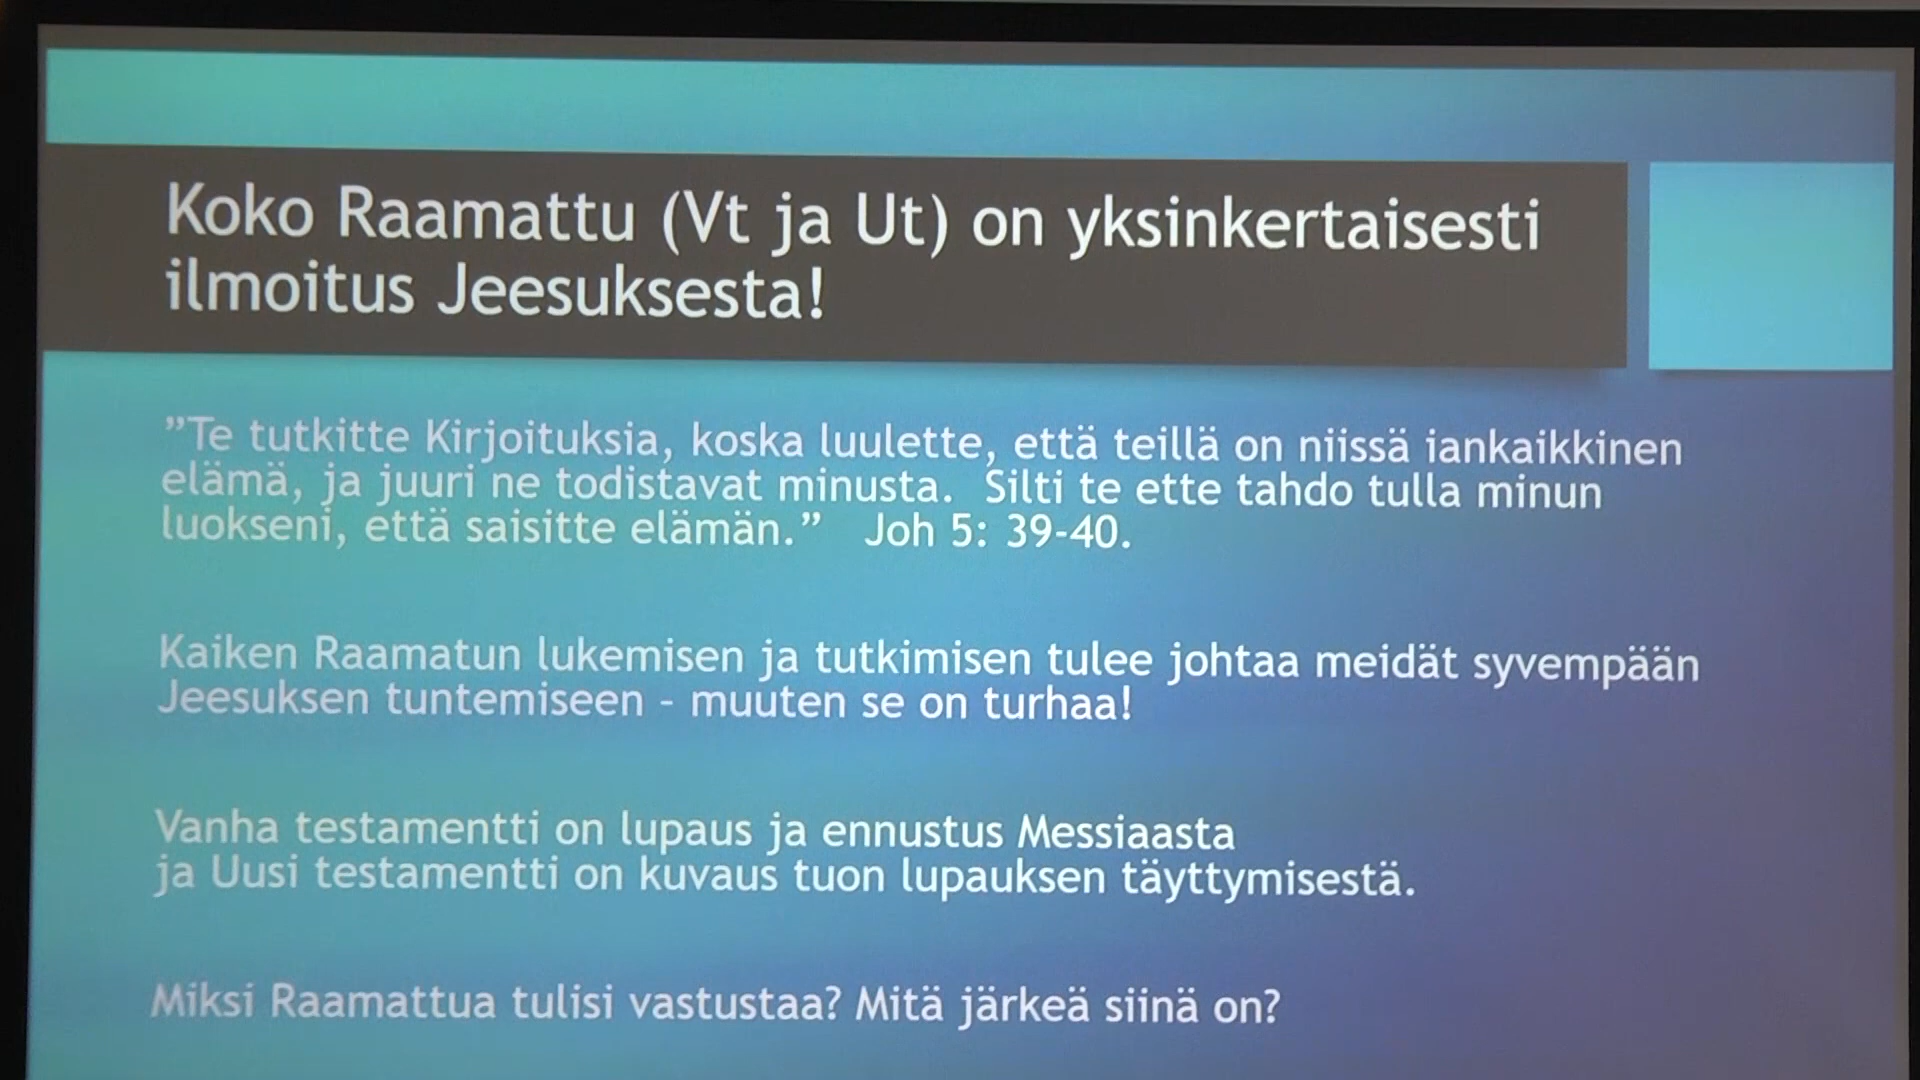 Koko Raamattu (Vt ja Ut) on yksinkertaisesti
ilmoitus Jeesuksesta!
”Te tutkitte Kirjoituksia, koska luulette, että teillä on niissä iankaikkinen
elämä, ja juuri ne todistavat minusta.  Silti te ette tahdo tulla minun
luokseni, että saisitte elämän.”   Joh 5: 39-40.
Kaiken Raamatun lukemisen ja tutkimisen tulee johtaa meidät syvempään
Jeesuksen tuntemiseen - muuten se on turhaa!
Vanha testamentti on lupaus ja ennustus Messiaasta
ja Uusi testamentti on kuvaus tuon lupauksen täyttymisestä.
Miksi Raamattua tulisi vastustaa? Mitä järkeä siinä on?